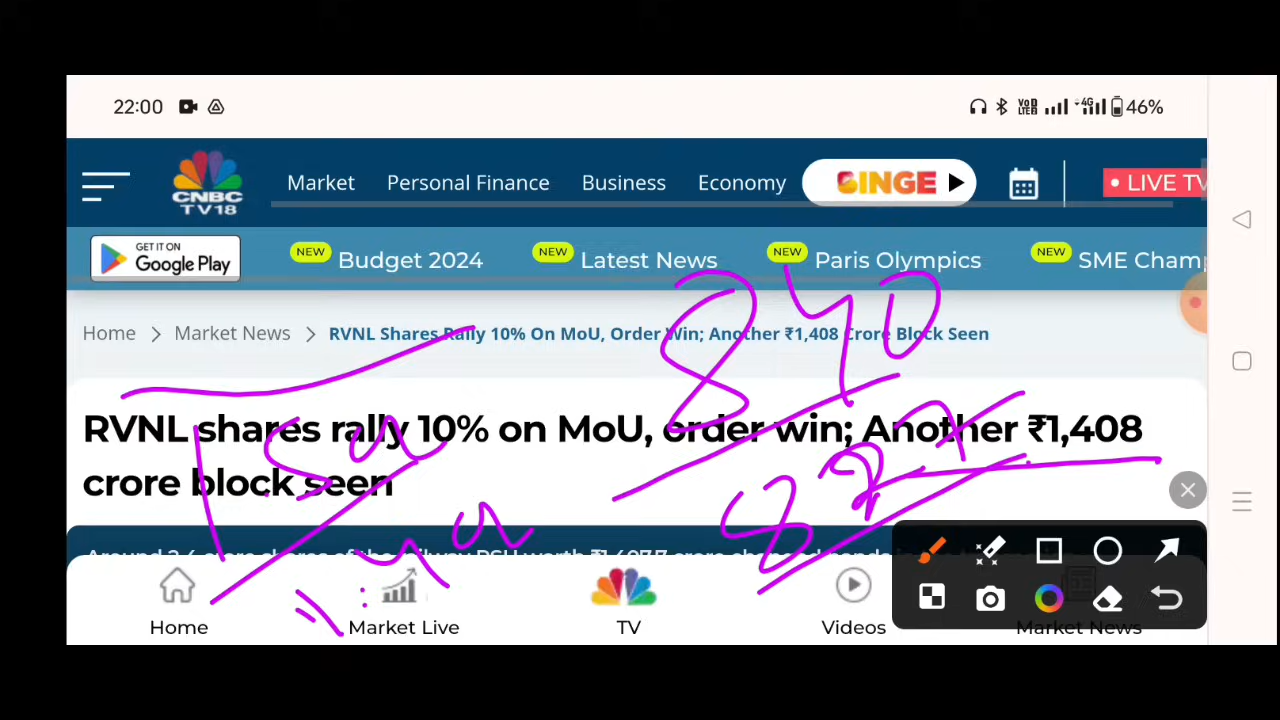 22:00 VoD LTE 4G 46%
CNBC TV18 Market Personal Finance Business Economy BINGE • LIVE TV
GET IT ON Google Play NEW Budget 2024 NEW Latest News NEW Paris Olympics NEW SME Champ
Home > Market News > RVNL Shares Rally 10% On MoU, Order Win; Another ₹1,408 Crore Block Seen
840
RVNL shares rally 10% on MoU, order win; Another ₹1,408
crore block seen
Home Market Live TV Videos Market News